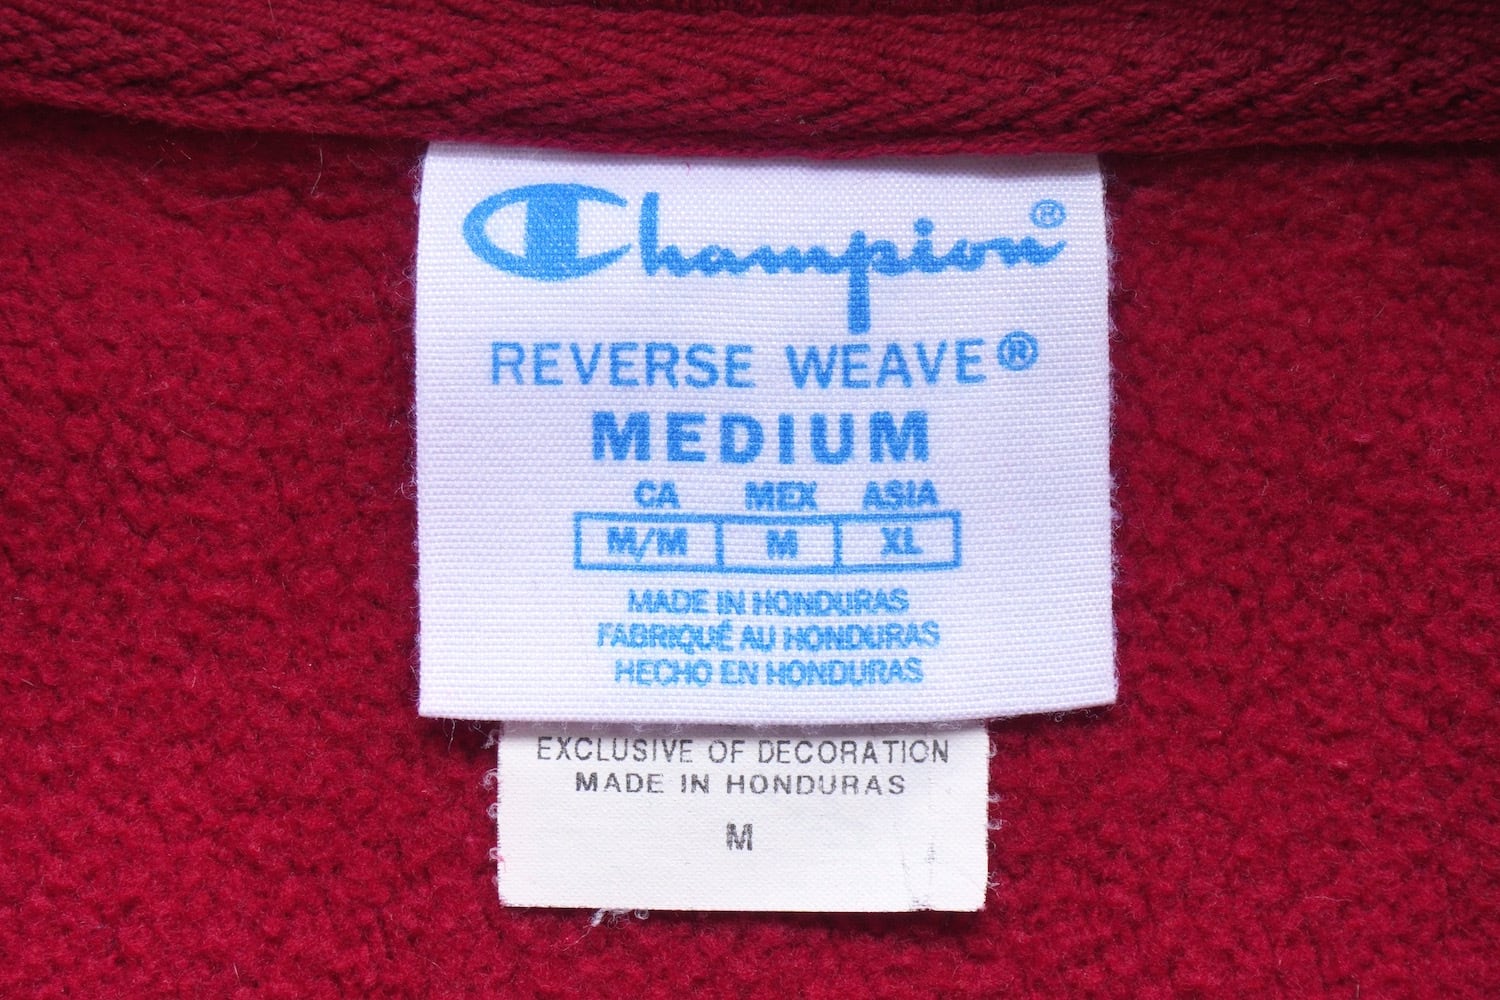 Champion®
REVERSE WEAVE®
MEDIUM
CA MEX ASIA
M/M M XL
MADE IN HONDURAS
FABRIQUÉ AU HONDURAS
HECHO EN HONDURAS
EXCLUSIVE OF DECORATION
MADE IN HONDURAS
M